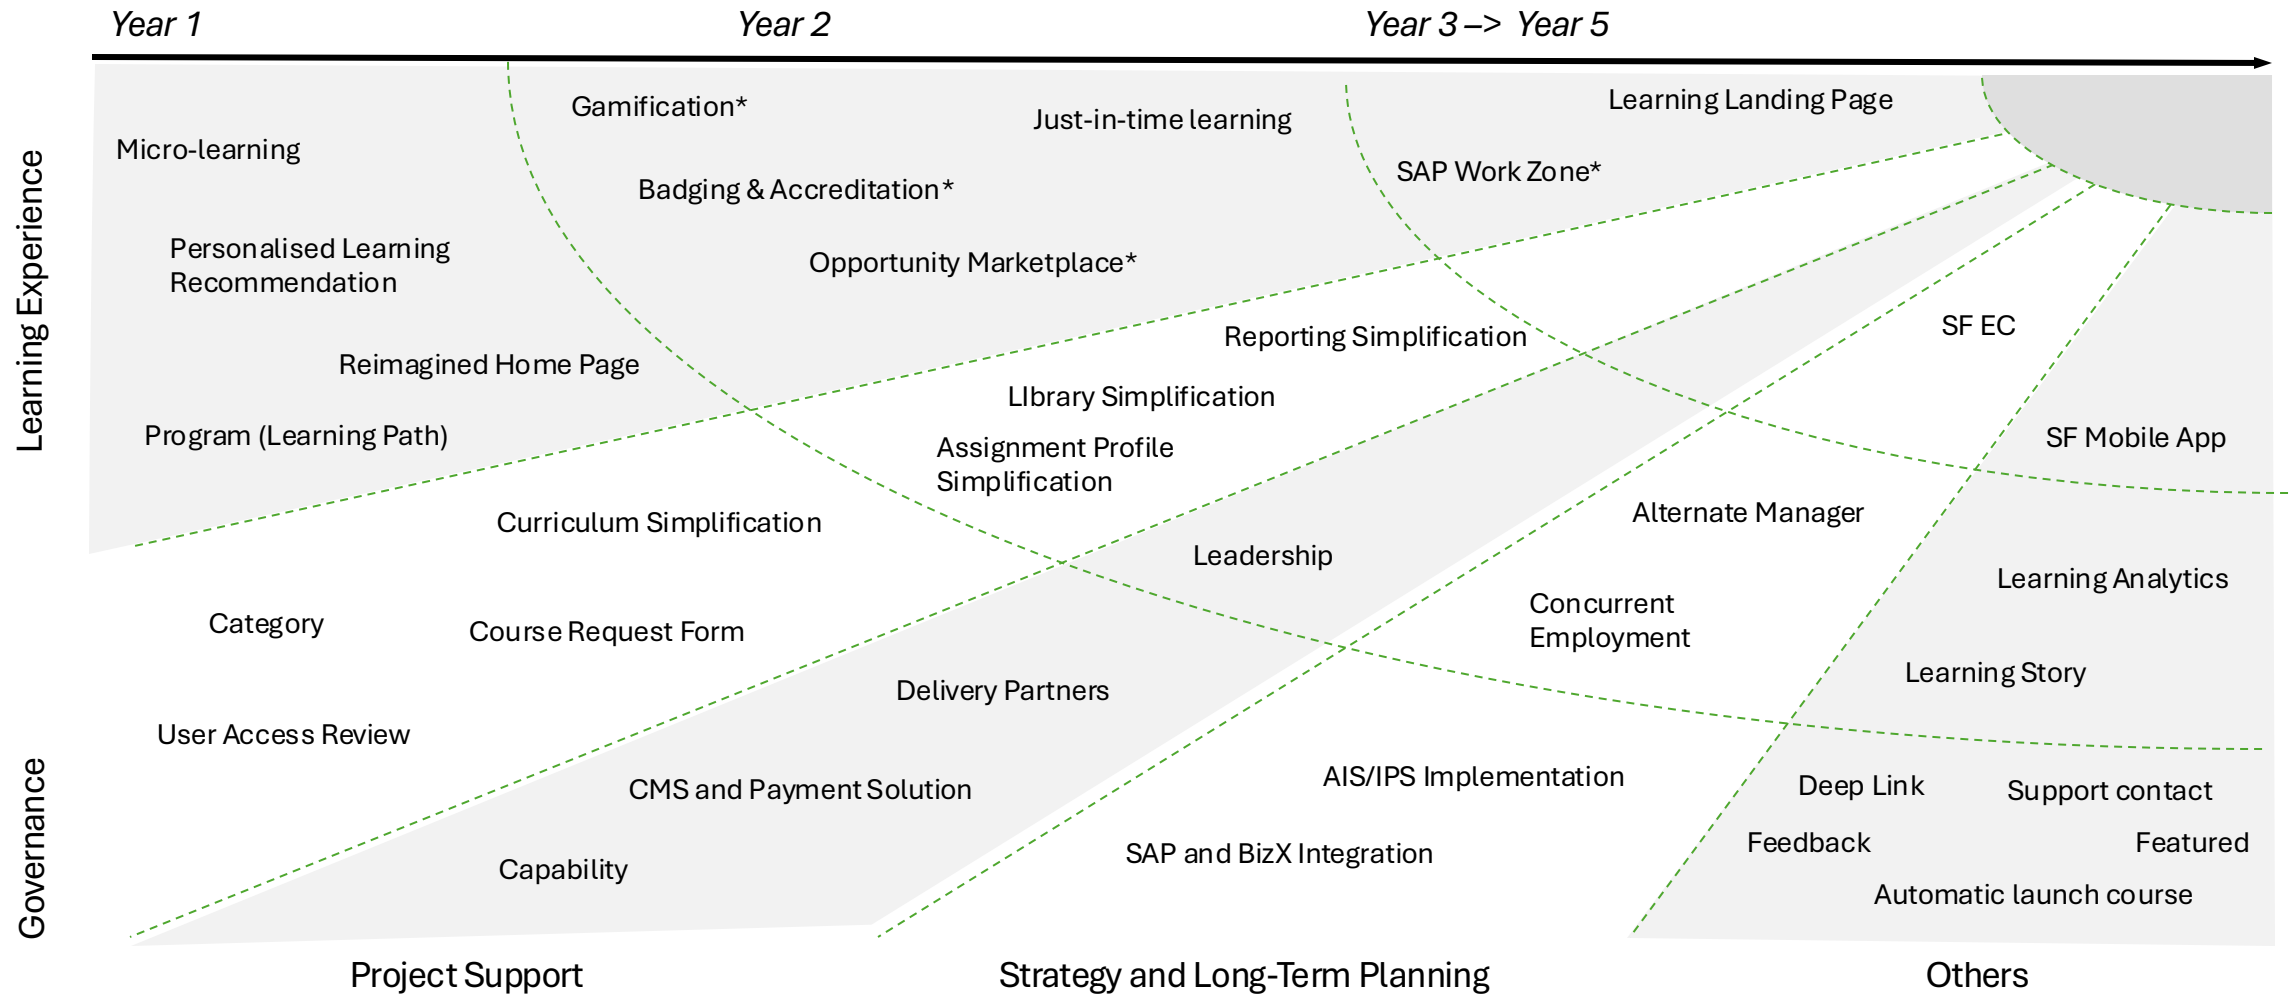 Year 1
Year 2
Year 3 –> Year 5
Learning Experience
Governance
Micro-learning
Personalised Learning
Recommendation
Reimagined Home Page
Program (Learning Path)
Gamification*
Just-in-time learning
Badging & Accreditation*
Opportunity Marketplace*
Learning Landing Page
SAP Work Zone*
Reporting Simplification
LIbrary Simplification
Assignment Profile
Simplification
Curriculum Simplification
Category
Course Request Form
User Access Review
Leadership
Delivery Partners
CMS and Payment Solution
Capability
SF EC
Alternate Manager
Concurrent
Employment
AIS/IPS Implementation
SAP and BizX Integration
SF Mobile App
Learning Analytics
Learning Story
Deep Link
Support contact
Feedback
Featured
Automatic launch course
Project Support
Strategy and Long-Term Planning
Others